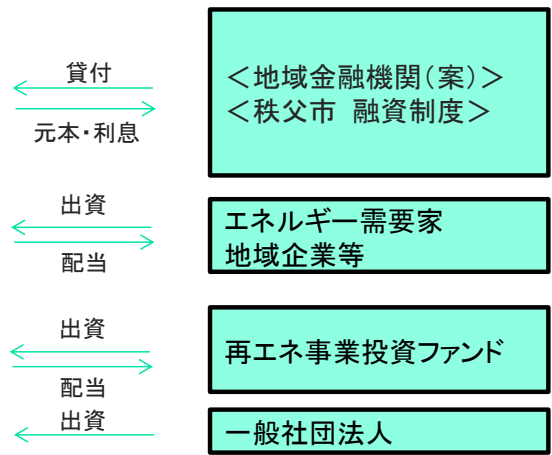 貸付
元本・利息
＜地域金融機関（案）＞
＜秩父市 融資制度＞
出資
配当
エネルギー需要家
地域企業等
出資
配当
再エネ事業投資ファンド
出資
一般社団法人